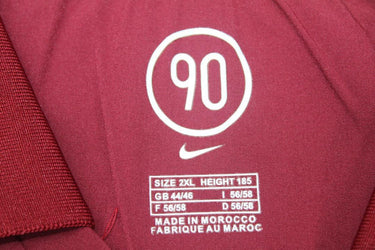 90
SIZE 2XL HEIGHT 185
GB 44/46 I 56/58
F 56/58 D 56/58
MADE IN MOROCCO
FABRIQUE AU MAROC